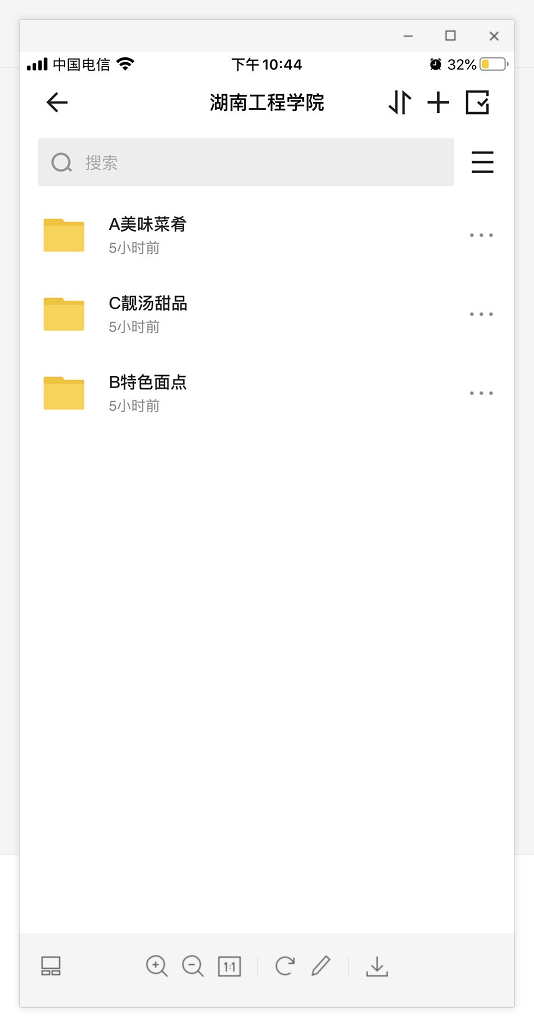 中国电信
下午10:44
32%
湖南工程学院
搜索
A美味菜肴
5小时前
C靓汤甜品
5小时前
B特色面点
5小时前
1:1